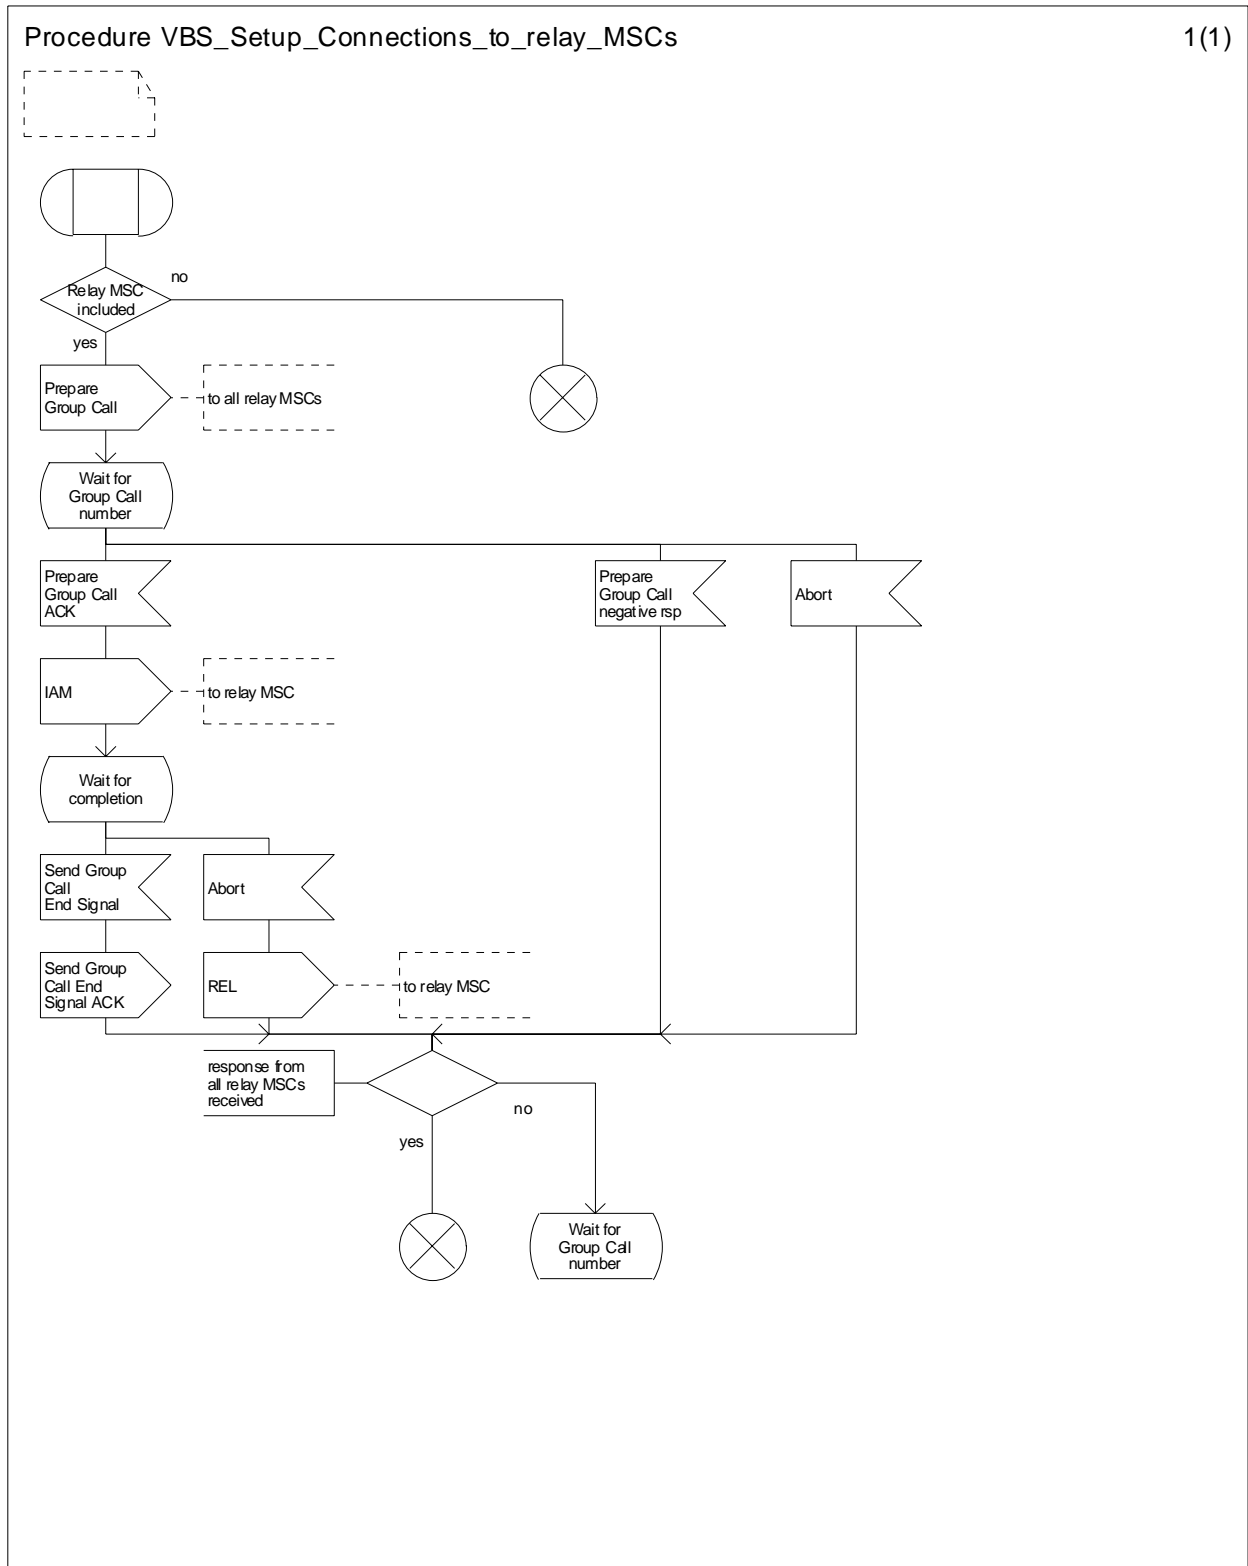 Procedure VBS_Setup_Connections_to_relay_MSCs
1(1)
Relay MSC
included
no
yes
Prepare
Group Call
to all relay MSCs
Wait for
Group Call
number
Prepare
Group Call
ACK
Prepare
Group Call
negative rsp
Abort
IAM
to relay MSC
Wait for
completion
Send Group
Call
End Signal
Abort
Send Group
Call End
Signal ACK
REL
to relay MSC
response from
all relay MSCs
received
no
yes
Wait for
Group Call
number